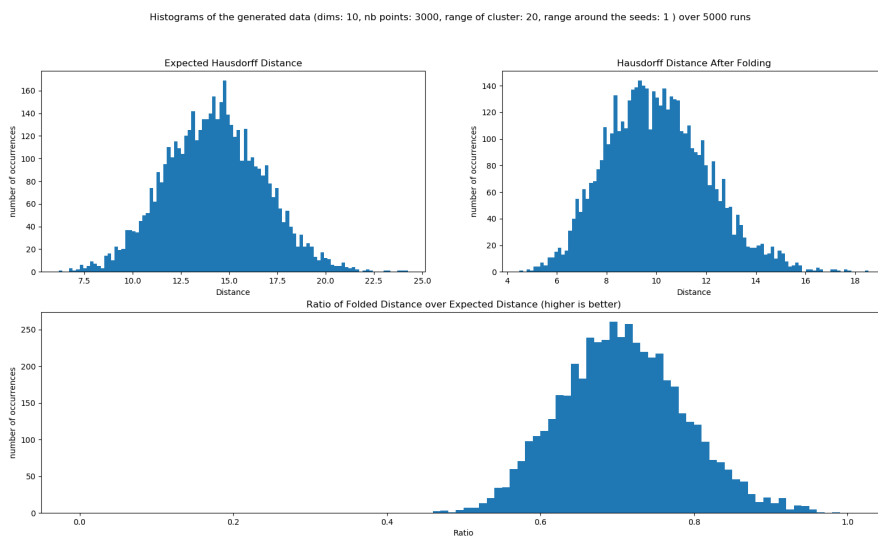 Histograms of the generated data (dims: 10, nb points: 3000, range of cluster: 20, range around the seeds: 1 ) over 5000 runs
Expected Hausdorff Distance
number of occurrences
160
140
120
100
80
60
40
20
0
7.5 10.0 12.5 15.0 17.5 20.0 22.5 25.0
Distance
Hausdorff Distance After Folding
number of occurrences
140
120
100
80
60
40
20
0
4 6 8 10 12 14 16 18
Distance
Ratio of Folded Distance over Expected Distance (higher is better)
number of occurrences
250
200
150
100
50
0
0.0 0.2 0.4 0.6 0.8 1.0
Ratio